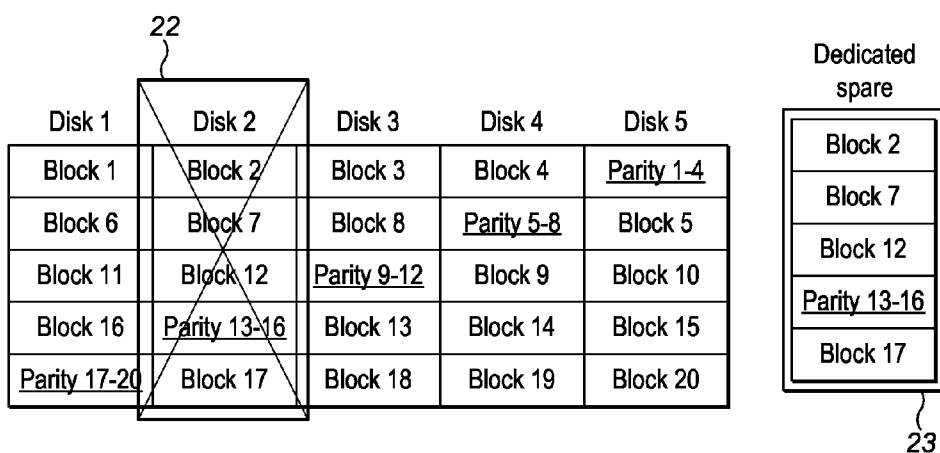 22
Disk 1 Disk 2 Disk 3 Disk 4 Disk 5
Block 1 Block 2 Block 3 Block 4 Parity 1-4
Block 6 Block 7 Block 8 Parity 5-8 Block 5
Block 11 Block 12 Parity 9-12 Block 9 Block 10
Block 16 Parity 13-16 Block 13 Block 14 Block 15
Parity 17-20 Block 17 Block 18 Block 19 Block 20
Dedicated
spare
Block 2
Block 7
Block 12
Parity 13-16
Block 17
23